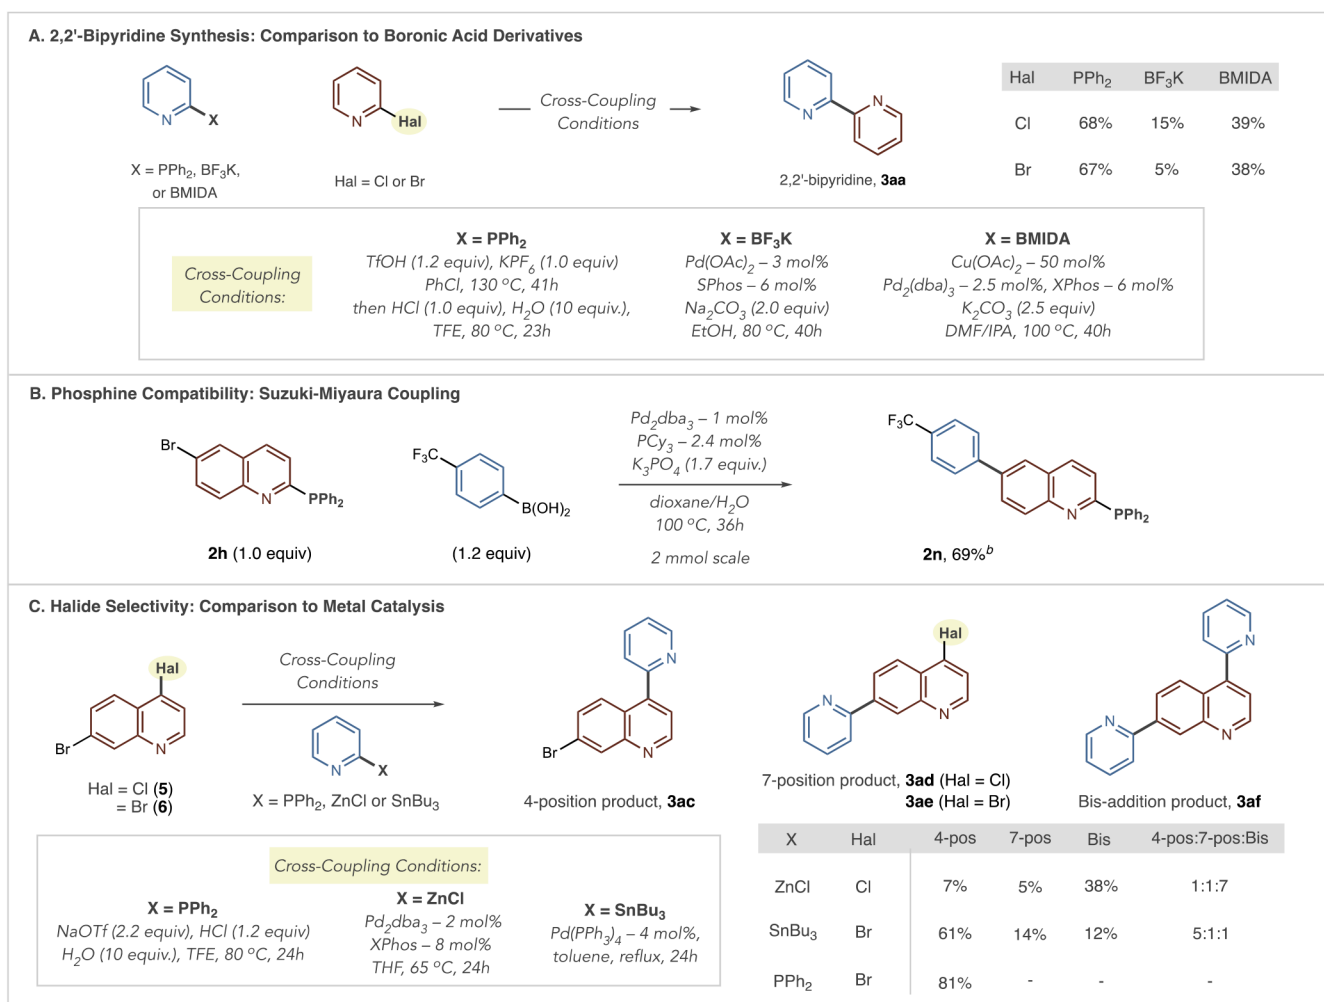 A. 2,2'-Bipyridine Synthesis: Comparison to Boronic Acid Derivatives
N
X
X = PPh2, BF3K,
or BMIDA
N
Hal
Hal = Cl or Br
Cross-Coupling
Conditions
N
N
2,2'-bipyridine, 3aa
Hal PPh2 BF3K BMIDA
Cl 68% 15% 39%
Br 67% 5% 38%
Cross-Coupling
Conditions:
X = PPh2
TfOH (1.2 equiv), KPF6 (1.0 equiv)
PhCl, 130 ºC, 41h
then HCl (1.0 equiv), H2O (10 equiv.),
TFE, 80 ºC, 23h
X = BF3K
Pd(OAc)2 – 3 mol%
SPhos – 6 mol%
Na2CO3 (2.0 equiv)
EtOH, 80 ºC, 40h
X = BMIDA
Cu(OAc)2 – 50 mol%
Pd2(dba)3 – 2.5 mol%, XPhos – 6 mol%
K2CO3 (2.5 equiv)
DMF/IPA, 100 ºC, 40h
B. Phosphine Compatibility: Suzuki-Miyaura Coupling
Br
N
PPh2
2h (1.0 equiv)
F3C
B(OH)2
(1.2 equiv)
Pd2dba3 – 1 mol%
PCy3 – 2.4 mol%
K3PO4 (1.7 equiv.)
dioxane/H2O
100 ºC, 36h
2 mmol scale
F3C
N
PPh2
2n, 69%b
C. Halide Selectivity: Comparison to Metal Catalysis
Hal
Br
N
Hal = Cl (5)
= Br (6)
Cross-Coupling
Conditions
N
X
X = PPh2, ZnCl or SnBu3
N
Br
N
4-position product, 3ac
Hal
N
N
7-position product, 3ad (Hal = Cl)
3ae (Hal = Br)
N
N
N
Bis-addition product, 3af
Cross-Coupling Conditions:
X = PPh2
NaOTf (2.2 equiv), HCl (1.2 equiv)
H2O (10 equiv.), TFE, 80 ºC, 24h
X = ZnCl
Pd2dba3 – 2 mol%
XPhos – 8 mol%
THF, 65 ºC, 24h
X = SnBu3
Pd(PPh3)4 – 4 mol%,
toluene, reflux, 24h
X Hal 4-pos 7-pos Bis 4-pos:7-pos:Bis
ZnCl Cl 7% 5% 38% 1:1:7
SnBu3 Br 61% 14% 12% 5:1:1
PPh2 Br 81% - - -